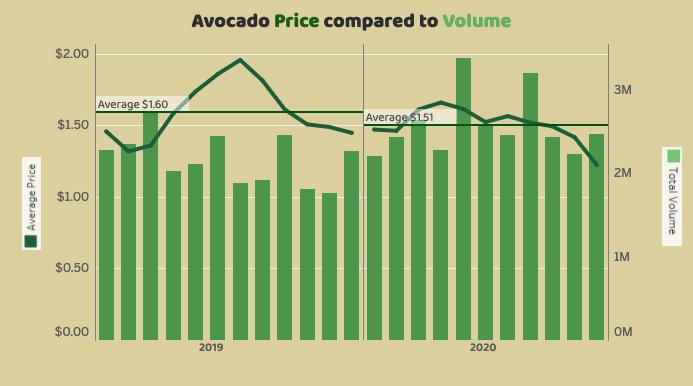 Avocado Price compared to Volume
$2.00
$1.50
$1.00
$0.50
$0.00
Average Price
Average $1.60
Average $1.51
3M
2M
1M
0M
Total Volume
2019
2020